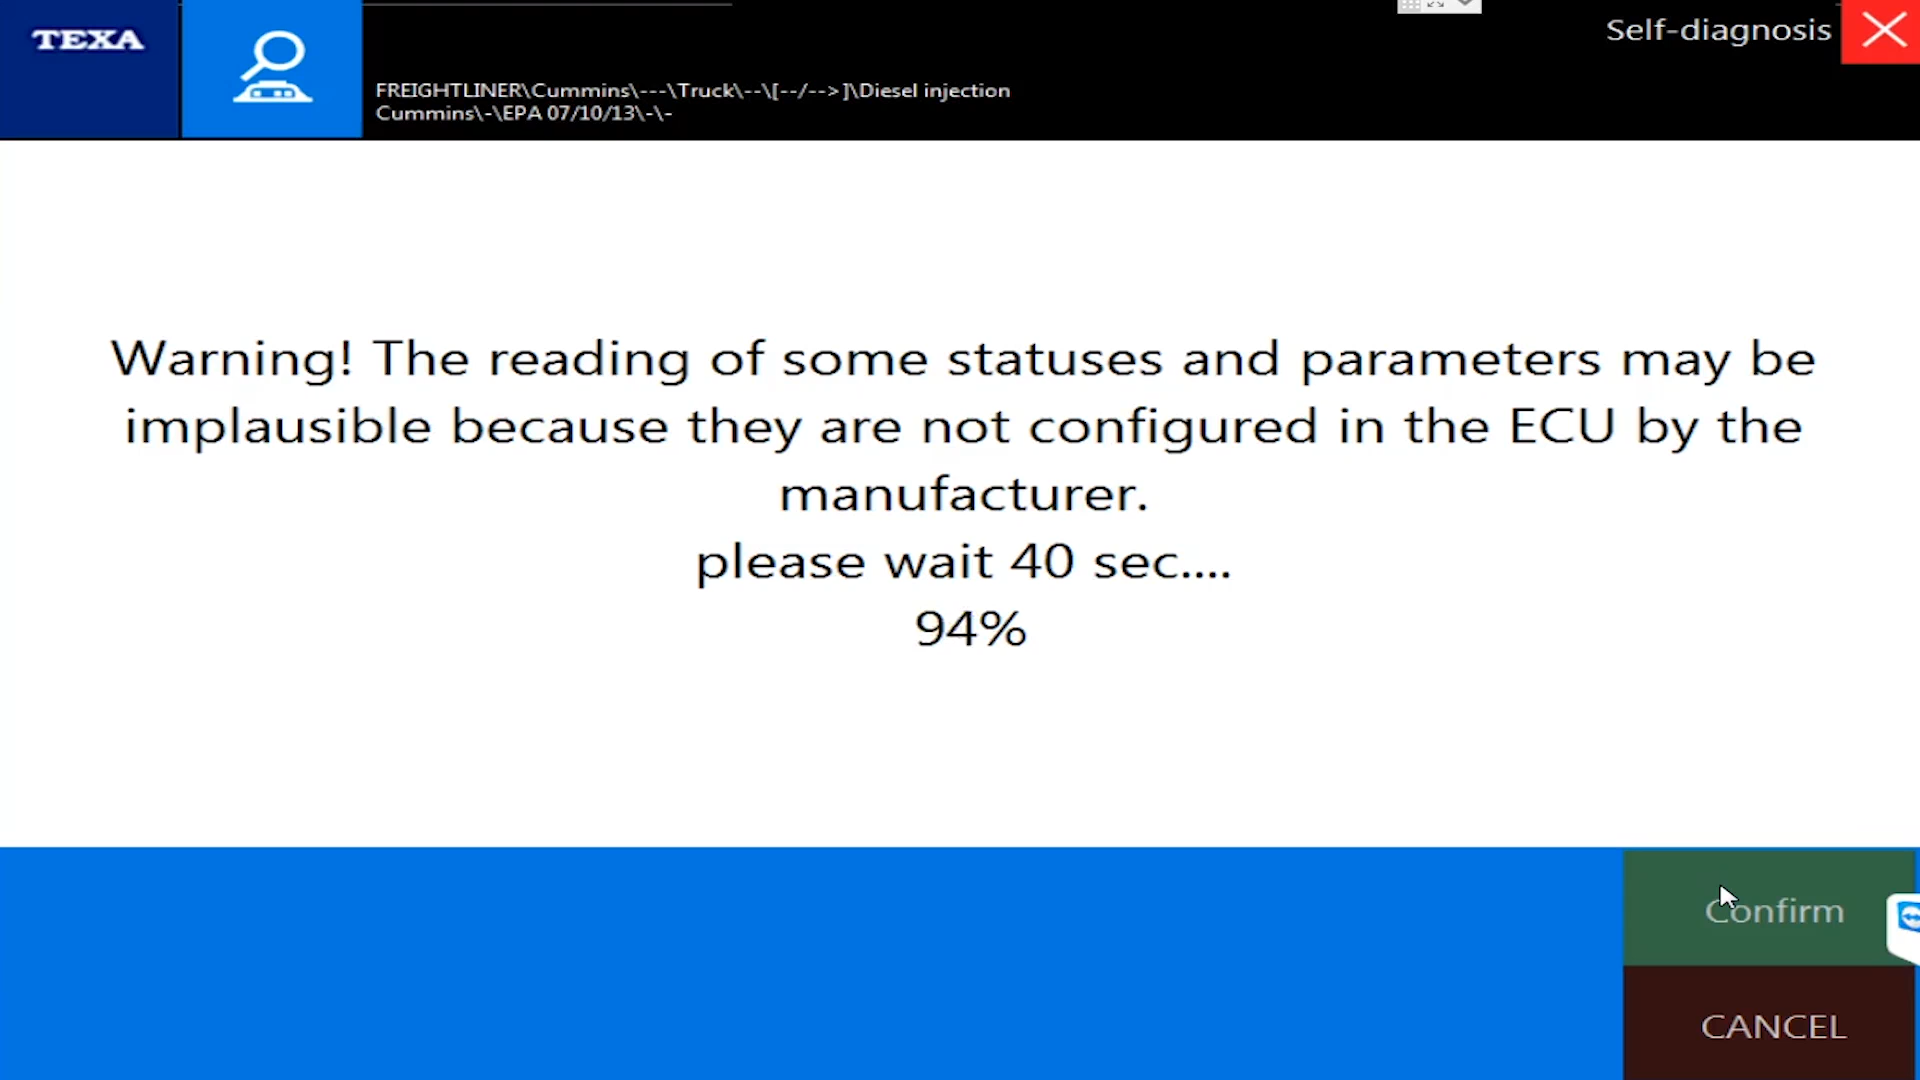 TEXA
Self-diagnosis
FREIGHTLINER\Cummins\---\Truck\--\[--/-->]\Diesel injection
Cummins\-\EPA 07/10/13\-\-
Warning! The reading of some statuses and parameters may be
implausible because they are not configured in the ECU by the
manufacturer.
please wait 40 sec....
94%
Confirm
CANCEL